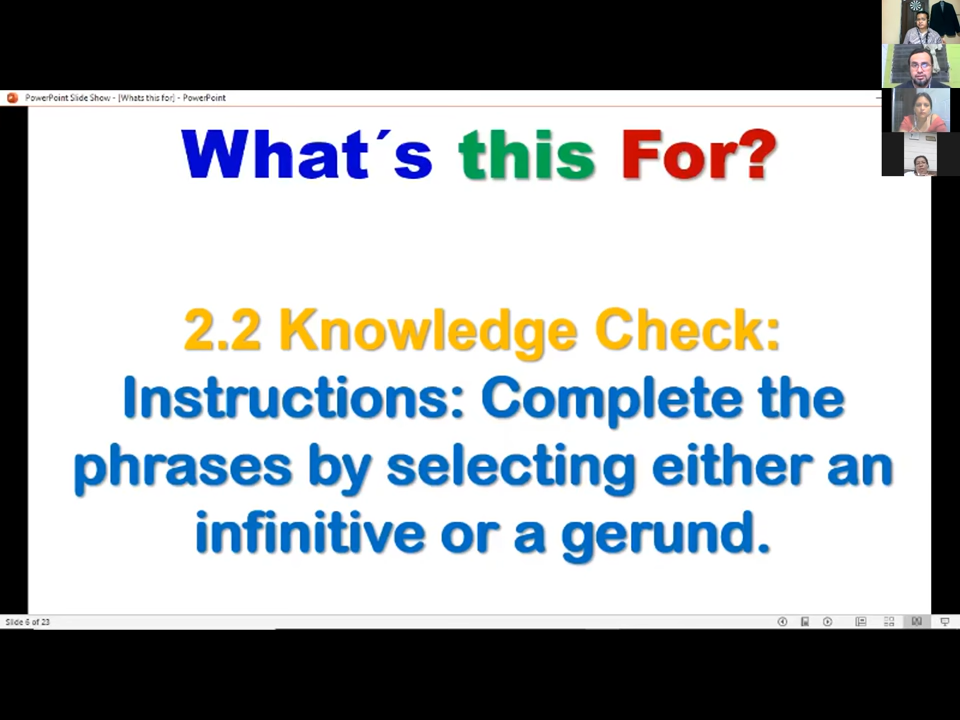 PowerPoint Slide Show - [Whats this for] - PowerPoint
What´s this For?
2.2 Knowledge Check:
Instructions: Complete the
phrases by selecting either an
infinitive or a gerund.
Slide 6 of 23